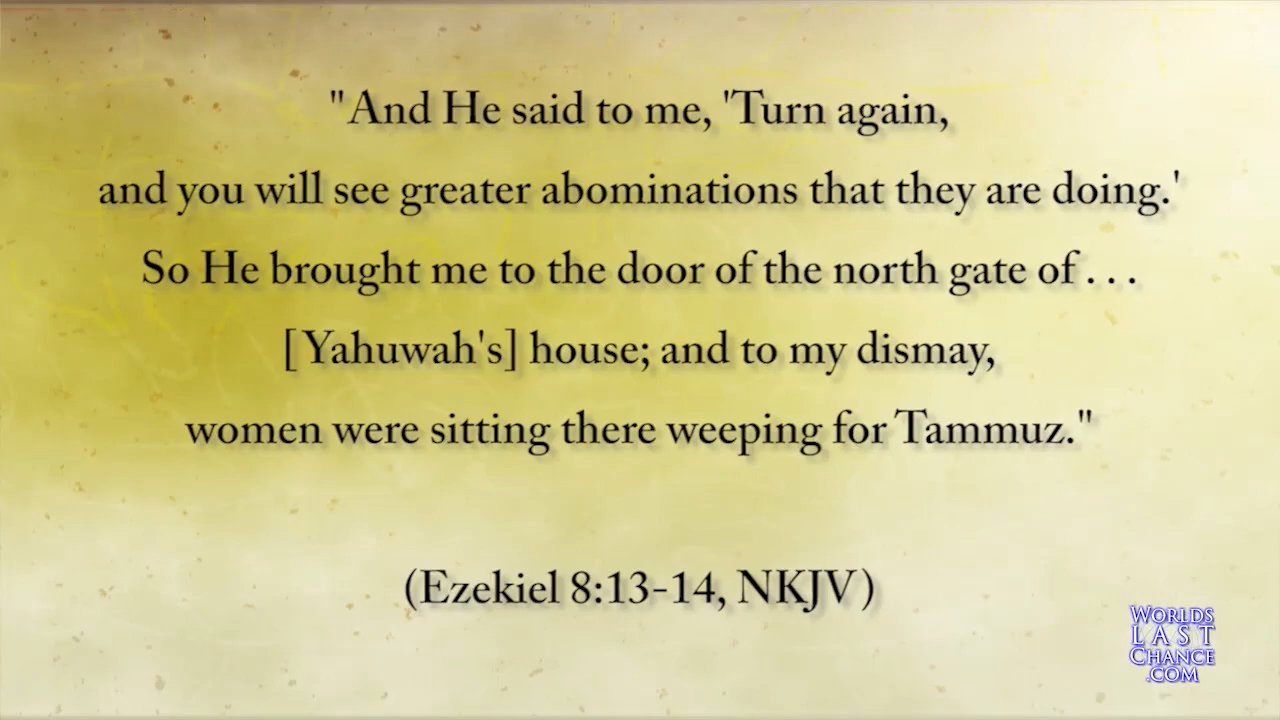 "And He said to me, 'Turn again,
and you will see greater abominations that they are doing.'
So He brought me to the door of the north gate of . . .
[Yahuwah's] house; and to my dismay,
women were sitting there weeping for Tammuz."
(Ezekiel 8:13-14, NKJV)
WORLDS
LAST
CHANCE
.COM